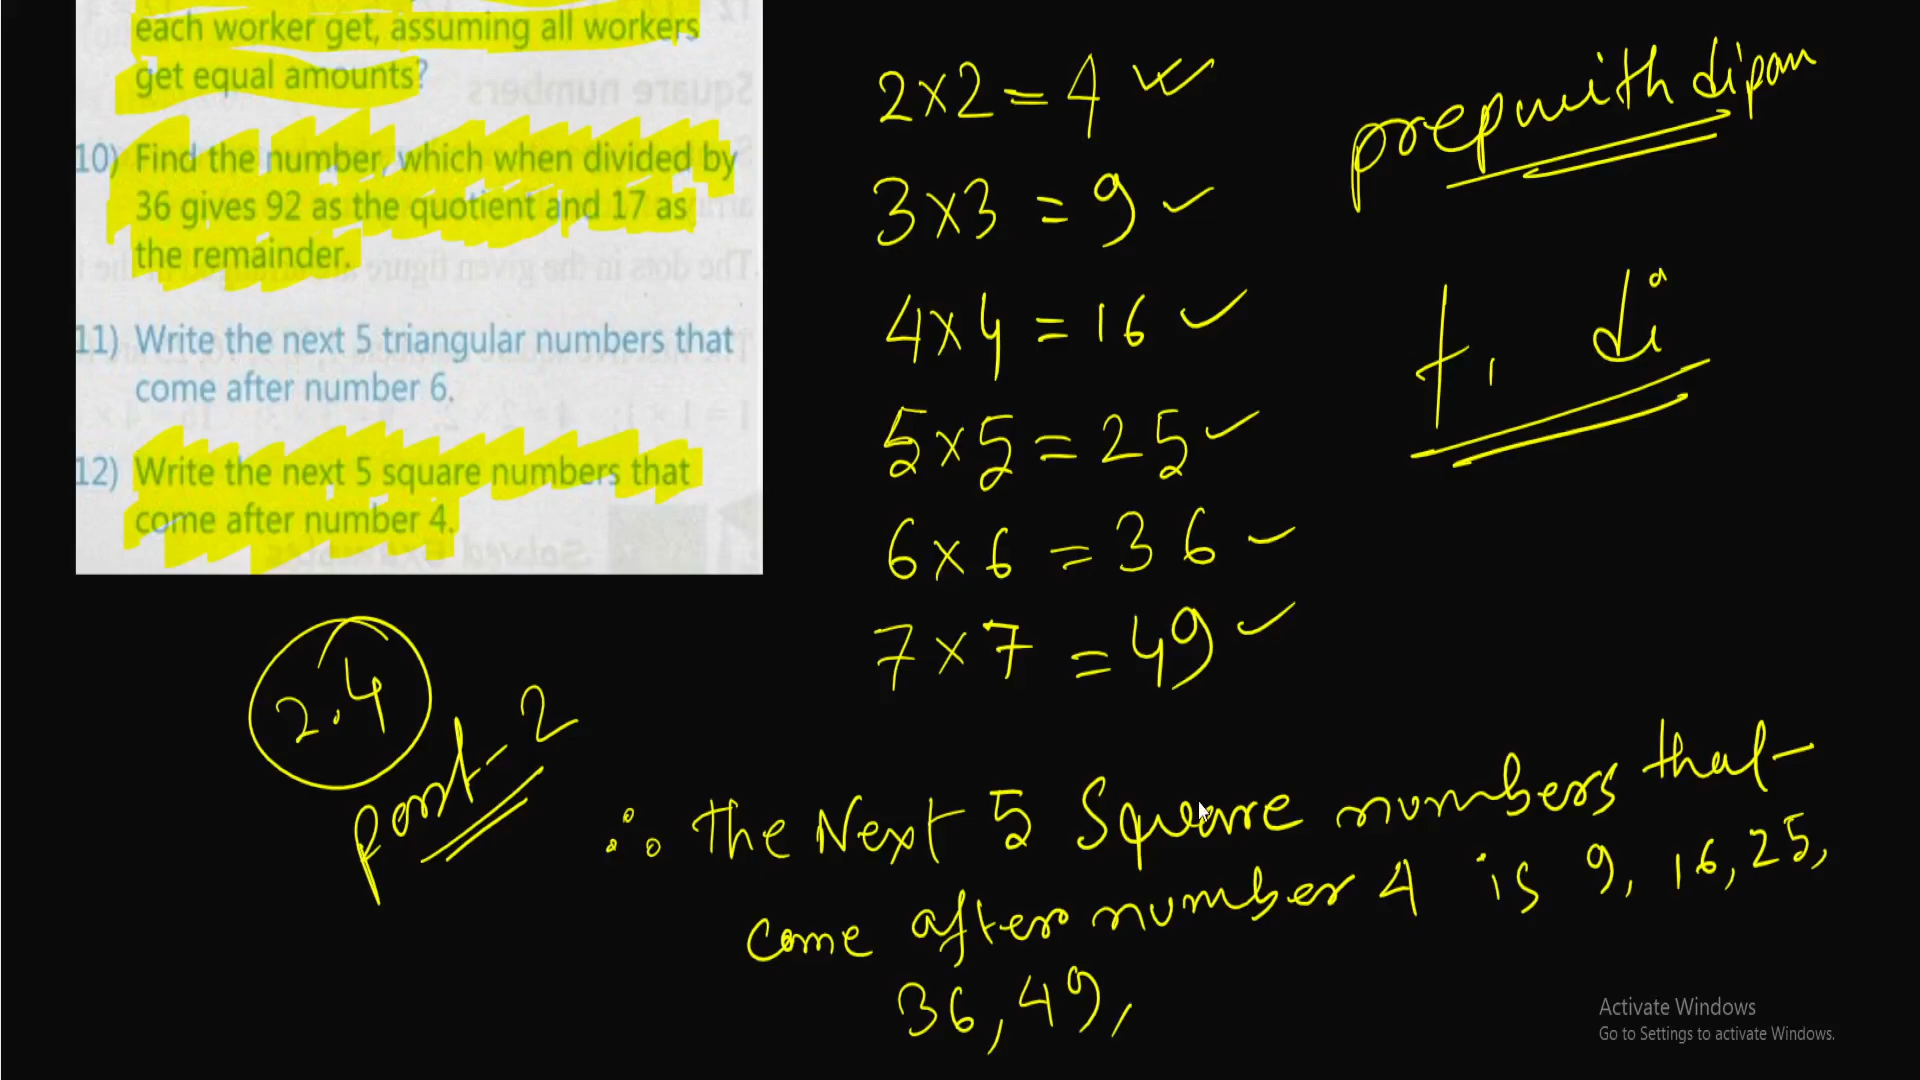 each worker get, assuming all workers
get equal amounts?
10) Find the number, which when divided by
36 gives 92 as the quotient and 17 as
the remainder.
11) Write the next 5 triangular numbers that
come after number 6.
12) Write the next 5 square numbers that
come after number 4.
2×2=4
3×3=9
4×4=16
5×5=25
6×6=36
7×7=49
prepwith dipan
2.4
part-2
∴ The Next 5 Square numbers that
come after number 4 is 9, 16, 25,
36, 49,
Activate Windows
Go to Settings to activate Windows.